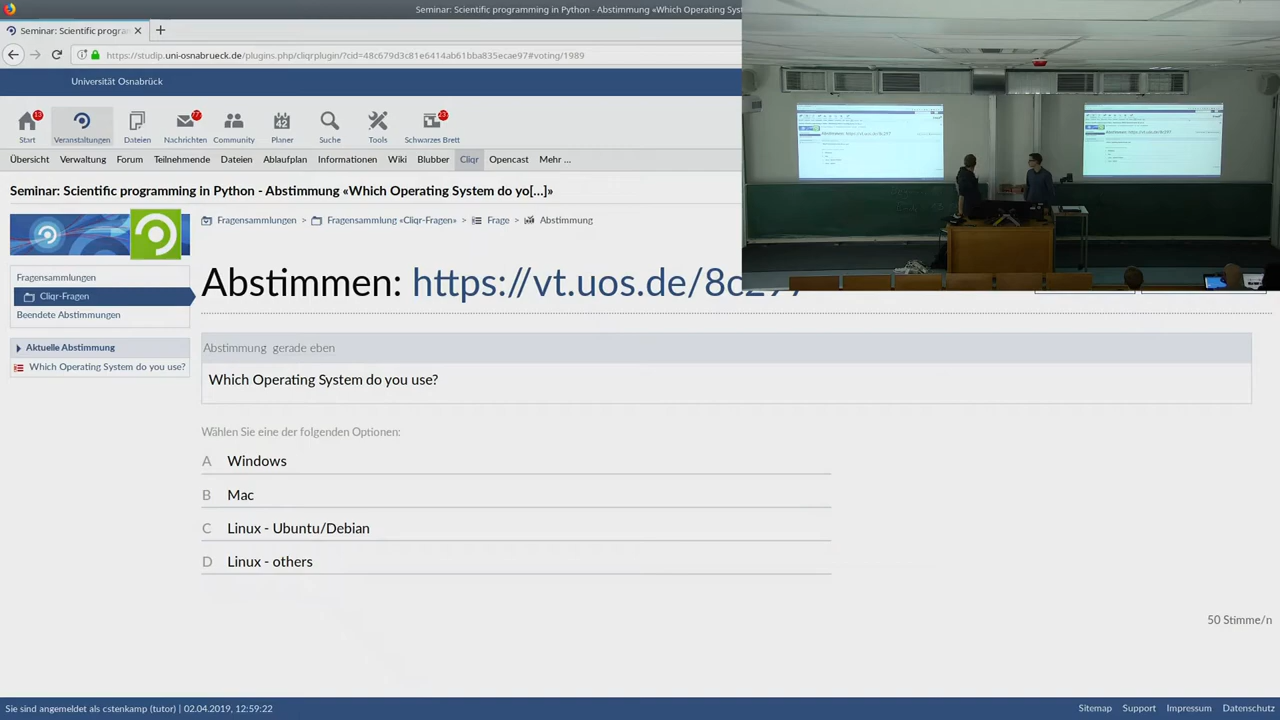 Seminar: Scientific programming in Python - Abstimmung «Which Operating Sys
Seminar: Scientific progra
https://studip.uni-osnabrueck.de/plugins.php/cliqrplugin/?cid=48c679d3c81e6414ab61bba835ecae97#voting/1989
Universität Osnabrück
13
77
23
Start Veranstaltungen Dateien Nachrichten Community Planer Suche Tools Schwarzes Brett
Übersicht Verwaltung Forum Teilnehmende Dateien Ablaufplan Informationen Wiki Blubber Cliqr Opencast Mehr ...
Seminar: Scientific programming in Python - Abstimmung «Which Operating System do yo[...]»
Fragensammlungen > Fragensammlung «Cliqr-Fragen» > Frage > Abstimmung
Fragensammlungen
Cliqr-Fragen
Beendete Abstimmungen
Aktuelle Abstimmung
Which Operating System do you use?
Abstimmen: https://vt.uos.de/8c297
Abstimmung gerade eben
Which Operating System do you use?
Wählen Sie eine der folgenden Optionen:
A Windows
B Mac
C Linux - Ubuntu/Debian
D Linux - others
50 Stimme/n
Sie sind angemeldet als cstenkamp (tutor) | 02.04.2019, 12:59:22
Sitemap Support Impressum Datenschutz